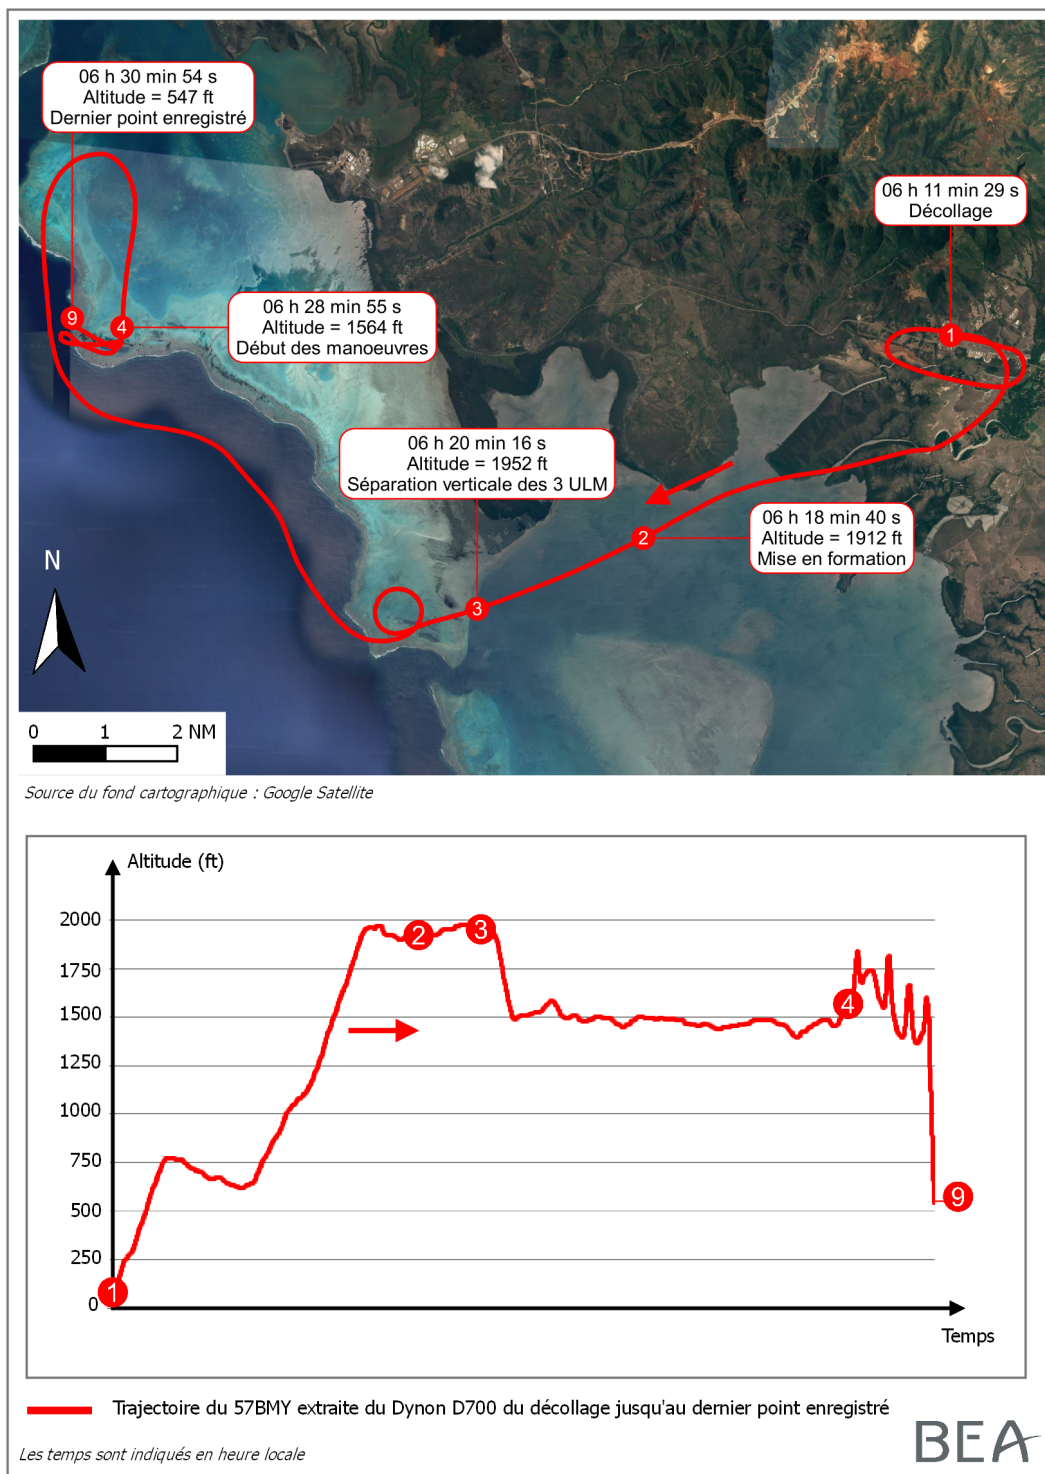 06 h 30 min 54 s
Altitude = 547 ft
Dernier point enregistré
06 h 11 min 29 s
Décollage
9
4
06 h 28 min 55 s
Altitude = 1564 ft
Début des manoeuvres
1
06 h 20 min 16 s
Altitude = 1952 ft
Séparation verticale des 3 ULM
2
06 h 18 min 40 s
Altitude = 1912 ft
Mise en formation
3
N
0 1 2 NM
Source du fond cartographique : Google Satellite
Altitude (ft)
2000
1750
1500
1250
1000
750
500
250
0
1
2
3
4
9
Temps
Trajectoire du 57BMY extraite du Dynon D700 du décollage jusqu'au dernier point enregistré
Les temps sont indiqués en heure locale
BEA